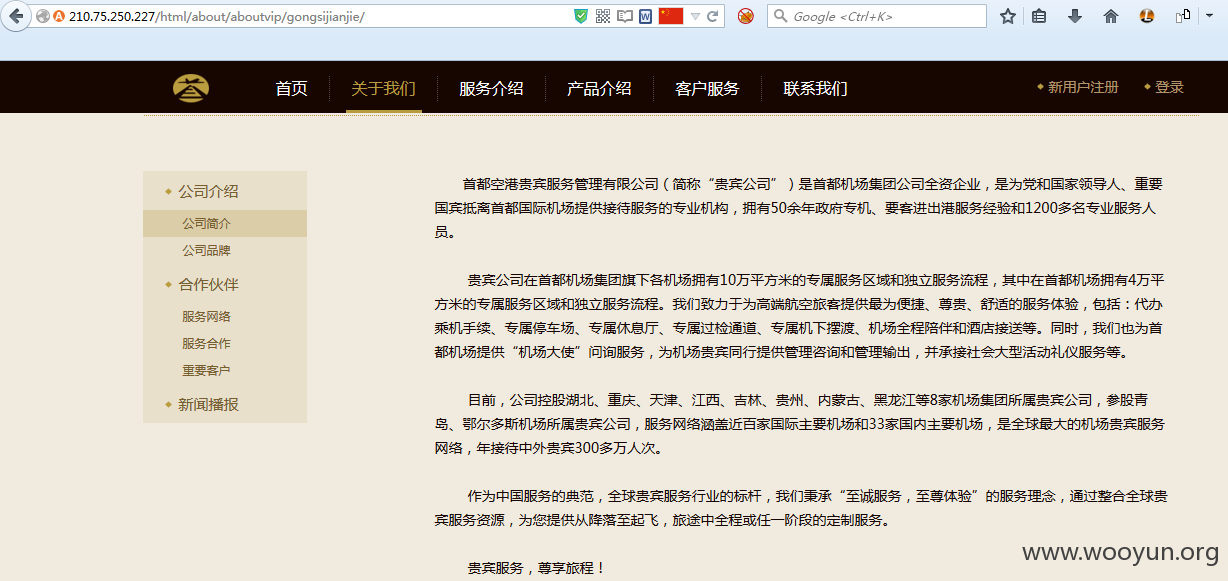 210.75.250.227/html/about/aboutvip/gongsijianjie/
Google <Ctrl+K>
首页 关于我们 服务介绍 产品介绍 客户服务 联系我们 新用户注册 登录
公司介绍
公司简介
公司品牌
合作伙伴
服务网络
服务合作
重要客户
新闻播报
首都空港贵宾服务管理有限公司（简称“贵宾公司”）是首都机场集团公司全资企业，是为党和国家领导人、重要
国宾抵离首都国际机场提供接待服务的专业机构，拥有50余年政府专机、要客进出港服务经验和1200多名专业服务人
员。
贵宾公司在首都机场集团旗下各机场拥有10万平方米的专属服务区域和独立服务流程，其中在首都机场拥有4万平
方米的专属服务区域和独立服务流程。我们致力于为高端航空旅客提供最为便捷、尊贵、舒适的服务体验，包括：代办
乘机手续、专属停车场、专属休息厅、专属过检通道、专属机下摆渡、机场全程陪伴和酒店接送等。同时，我们也为首
都机场提供“机场大使”问询服务，为机场贵宾同行提供管理咨询和管理输出，并承接社会大型活动礼仪服务等。
目前，公司控股湖北、重庆、天津、江西、吉林、贵州、内蒙古、黑龙江等8家机场集团所属贵宾公司，参股青
岛、鄂尔多斯机场所属贵宾公司，服务网络涵盖近百家国际主要机场和33家国内主要机场，是全球最大的机场贵宾服务
网络，年接待中外贵宾300多万人次。
作为中国服务的典范，全球贵宾服务行业的标杆，我们秉承“至诚服务，至尊体验”的服务理念，通过整合全球贵
宾服务资源，为您提供从降落至起飞，旅途中全程或任一阶段的定制服务。
贵宾服务，尊享旅程！
www.wooyun.org